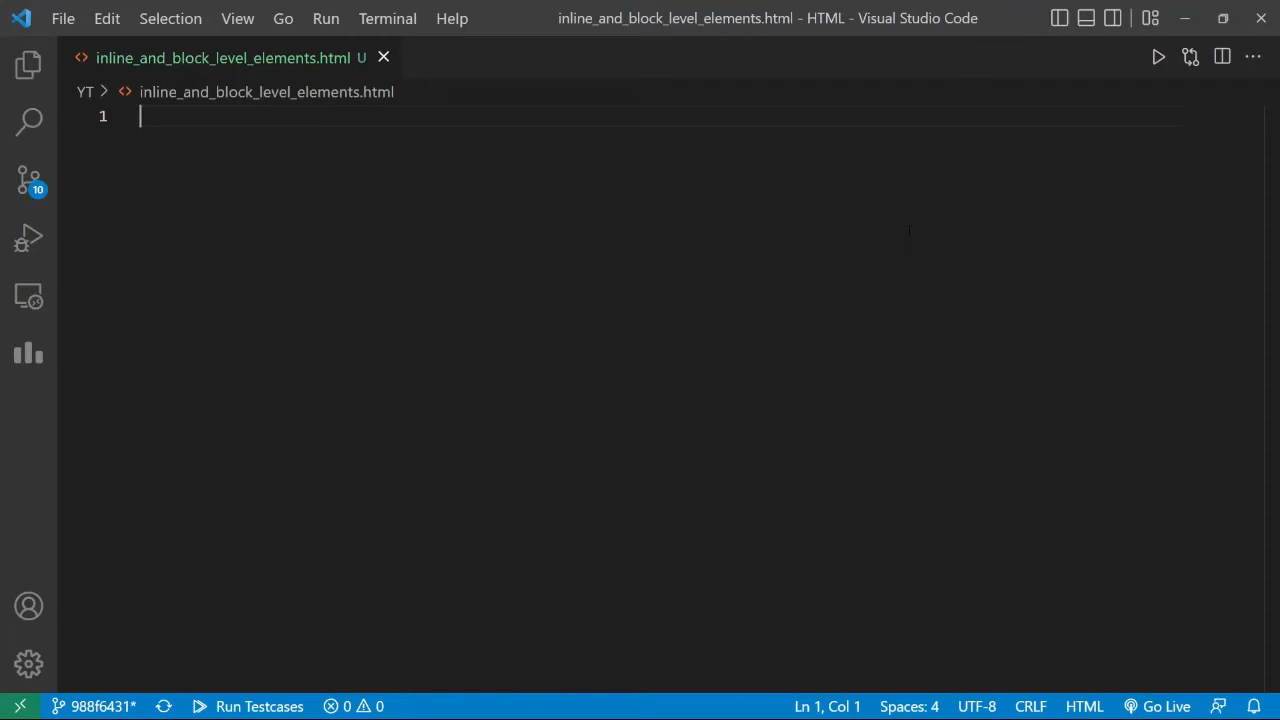 File Edit Selection View Go Run Terminal Help inline_and_block_level_elements.html - HTML - Visual Studio Code
inline_and_block_level_elements.html U
YT > inline_and_block_level_elements.html
1
10
988f6431* Run Testcases 0 0 Ln 1, Col 1 Spaces: 4 UTF-8 CRLF HTML Go Live